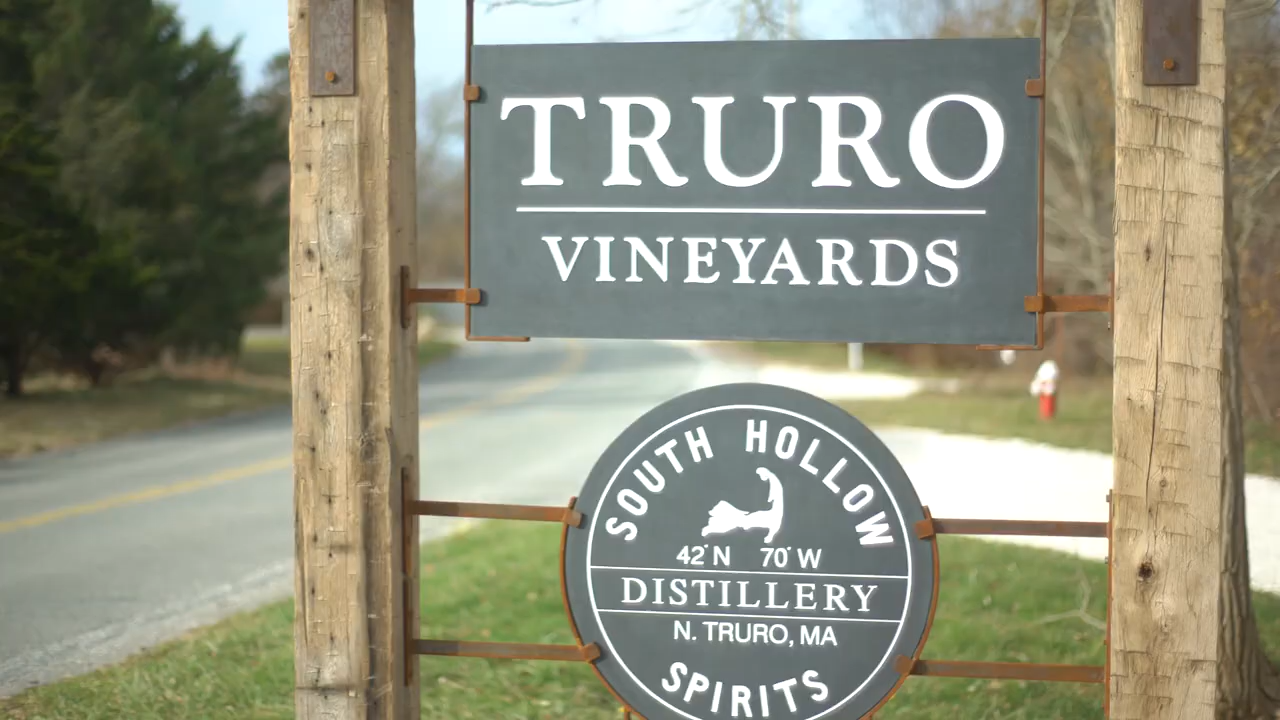 TRURO
VINEYARDS
SOUTH HOLLOW
42° N 70° W
DISTILLERY
N. TRURO, MA
SPIRITS